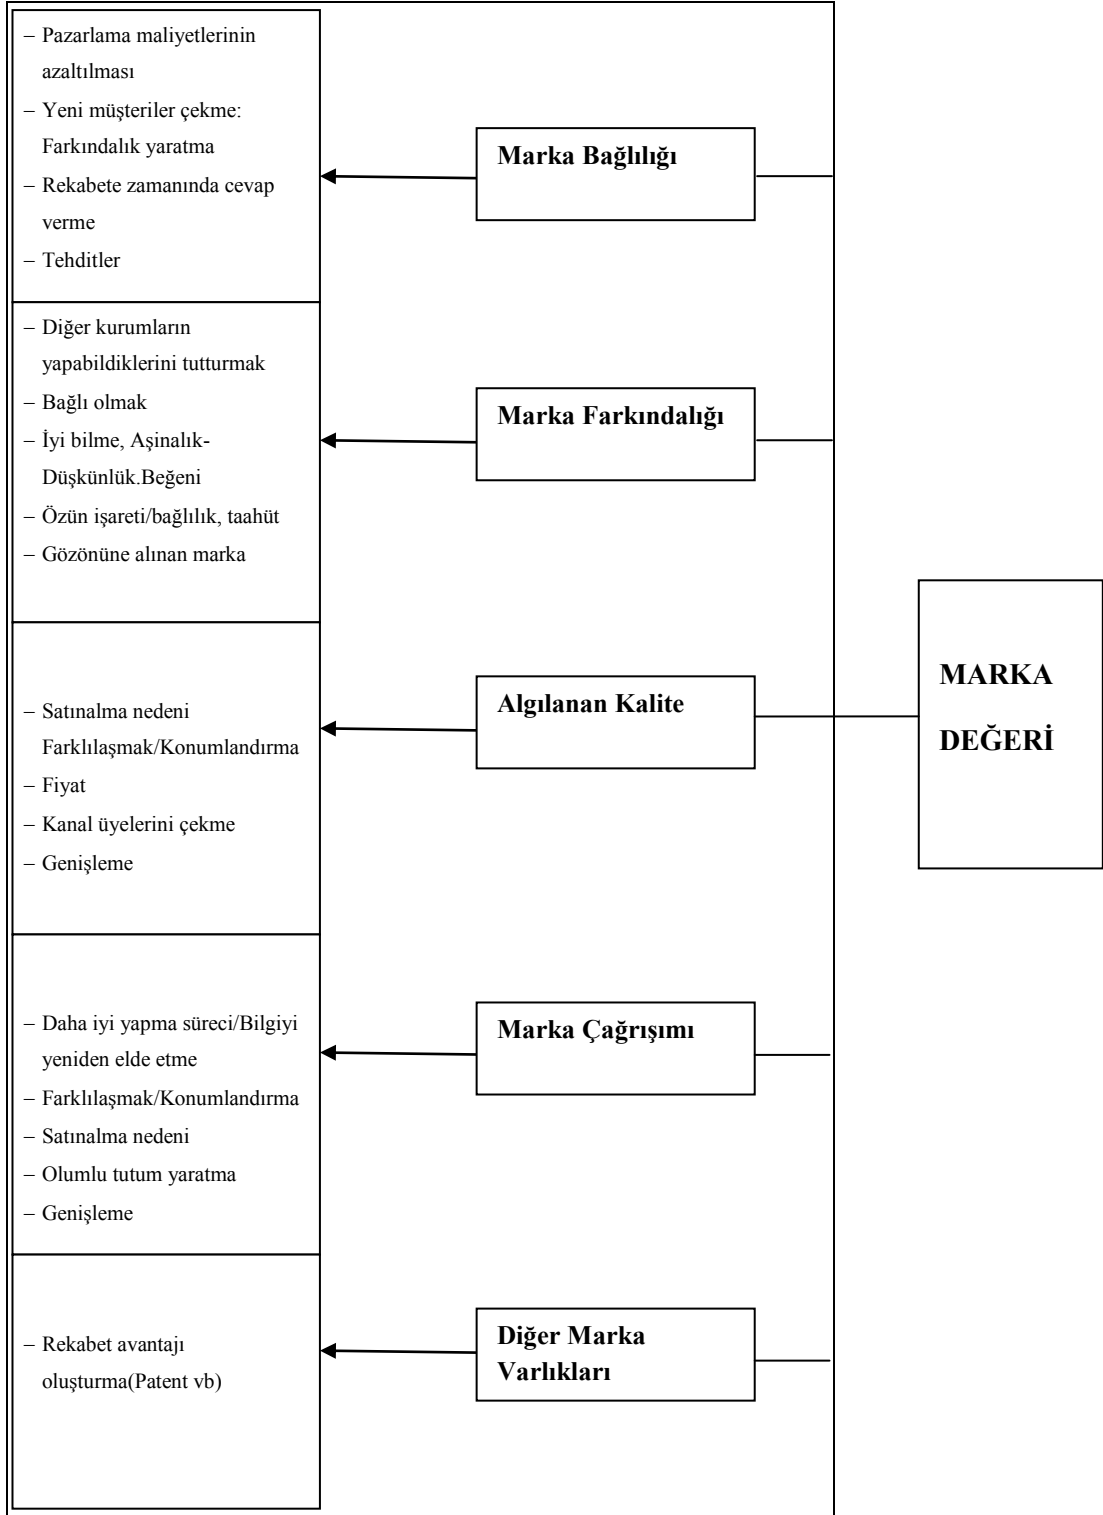 – Pazarlama maliyetlerinin
azaltılması
– Yeni müşteriler çekme:
Farkındalık yaratma
– Rekabete zamanında cevap
verme
– Tehditler
Marka Bağlılığı
– Diğer kurumların
yapabildiklerini tutturmak
– Bağlı olmak
– İyi bilme, Aşinalık-
Düşkünlük.Beğeni
– Özün işareti/bağlılık, taahüt
– Gözönüne alınan marka
Marka Farkındalığı
– Satınalma nedeni
Farklılaşmak/Konumlandırma
– Fiyat
– Kanal üyelerini çekme
– Genişleme
Algılanan Kalite
MARKA
DEĞERİ
– Daha iyi yapma süreci/Bilgiyi
yeniden elde etme
– Farklılaşmak/Konumlandırma
– Satınalma nedeni
– Olumlu tutum yaratma
– Genişleme
Marka Çağrışımı
– Rekabet avantajı
oluşturma(Patent vb)
Diğer Marka
Varlıkları